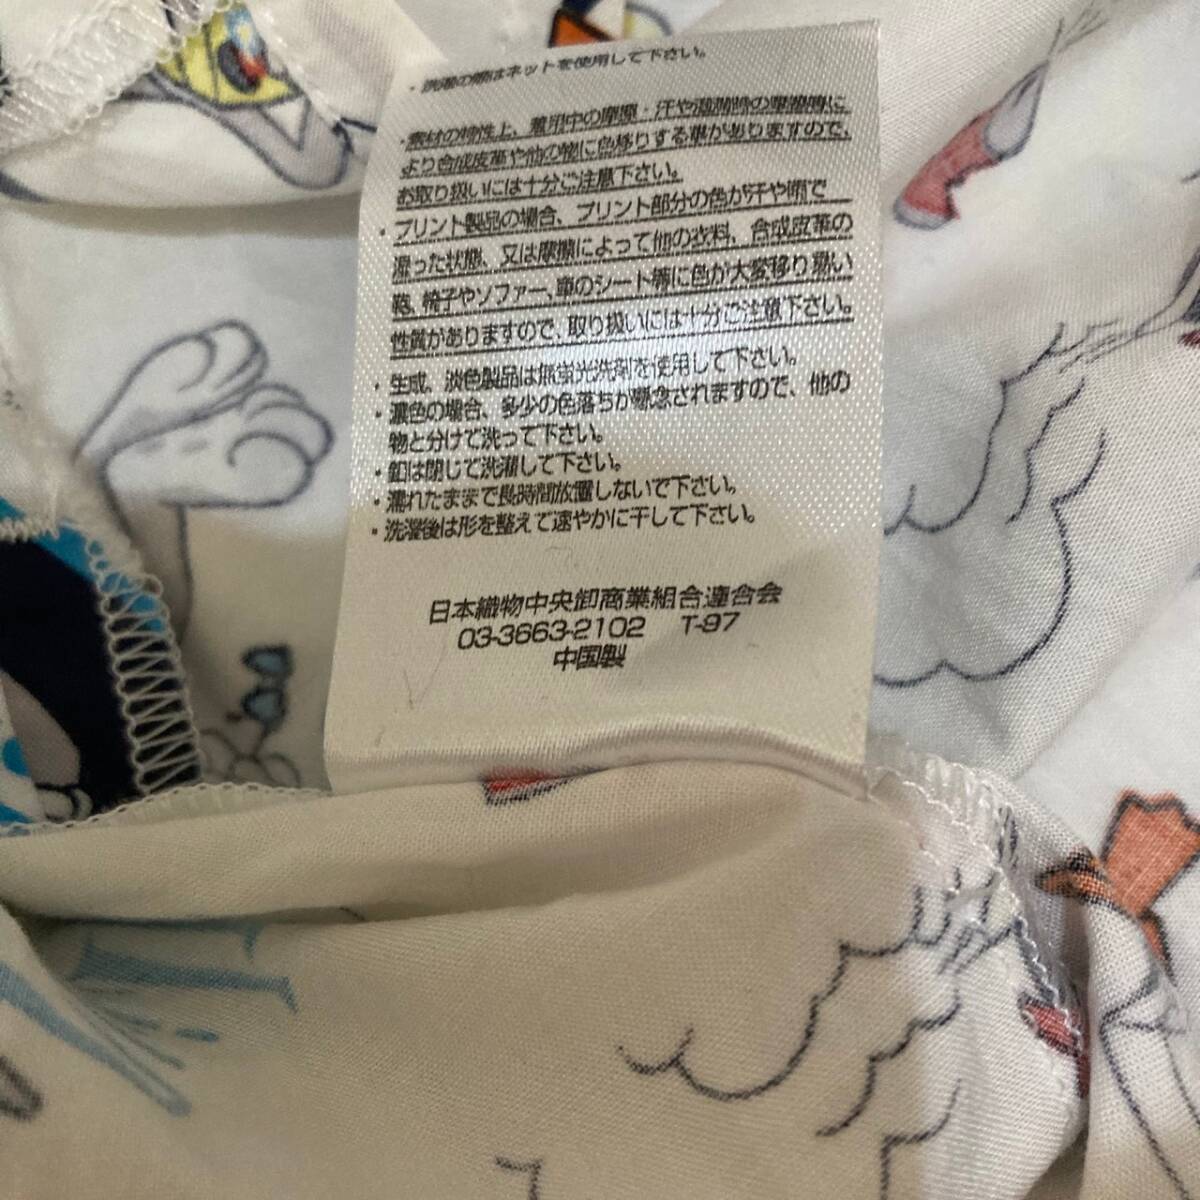 ・洗濯の際はネットを使用して下さい。
・素材の特性上、着用中の摩擦・汗や湿潤時の摩擦等に
より合成皮革や他の物に色移りする事がありますので、
お取り扱いには十分ご注意下さい。
・プリント製品の場合、プリント部分の色が汗や雨で
湿った状態、又は摩擦によって他の衣料、合成皮革の
鞄、椅子やソファー、車のシート等に色が大変移り易い
性質がありますので、取り扱いには十分ご注意下さい。
・生成、淡色製品は無蛍光洗剤を使用して下さい。
・濃色の場合、多少の色落ちが懸念されますので、他の
物と分けて洗って下さい。
・釦は閉じて洗濯して下さい。
・濡れたままで長時間放置しないで下さい。
・洗濯後は形を整えて速やかに干して下さい。
日本織物中央卸商業組合連合会
03-3663-2102 T-97
中国製